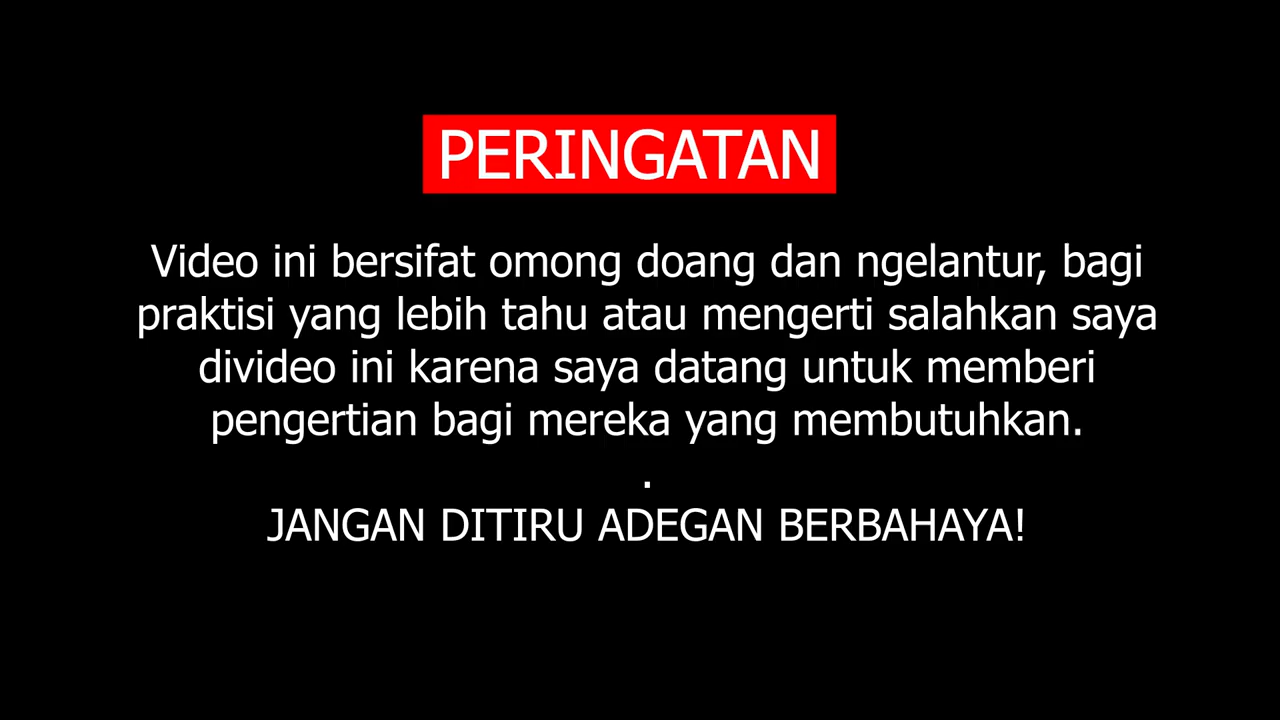 PERINGATAN
Video ini bersifat omong doang dan ngelantur, bagi
praktisi yang lebih tahu atau mengerti salahkan saya
divideo ini karena saya datang untuk memberi
pengertian bagi mereka yang membutuhkan.
.
JANGAN DITIRU ADEGAN BERBAHAYA!